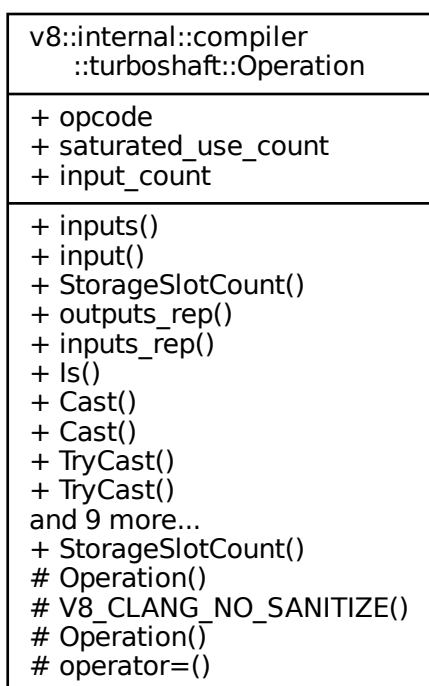 v8::internal::compiler
::turboshaft::Operation
+ opcode
+ saturated_use_count
+ input_count
+ inputs()
+ input()
+ StorageSlotCount()
+ outputs_rep()
+ inputs_rep()
+ Is()
+ Cast()
+ Cast()
+ TryCast()
+ TryCast()
and 9 more...
+ StorageSlotCount()
# Operation()
# V8_CLANG_NO_SANITIZE()
# Operation()
# operator=()